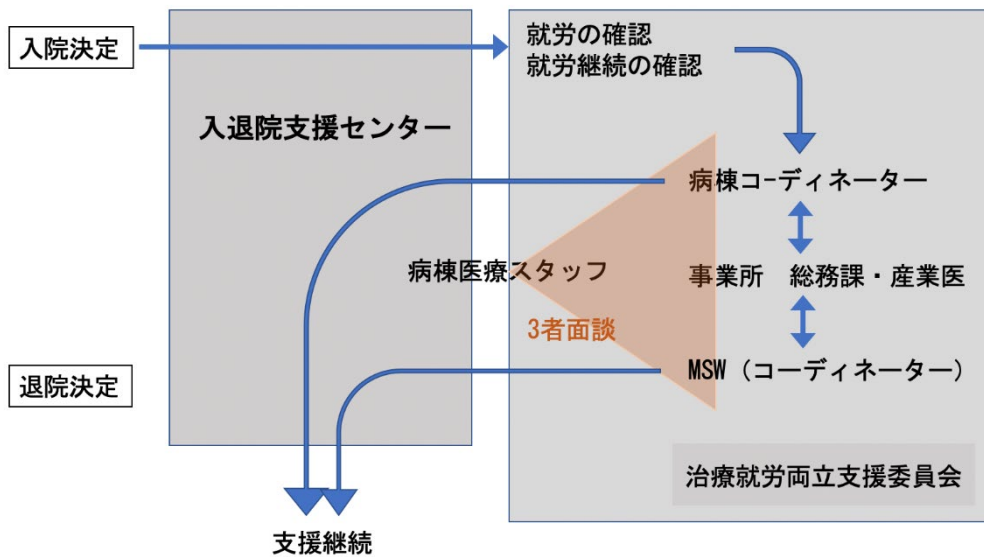 入院決定
就労の確認
就労継続の確認
入退院支援センター
病棟コーディネーター
病棟医療スタッフ
事業所　総務課・産業医
3者面談
退院決定
MSW（コーディネーター）
治療就労両立支援委員会
支援継続